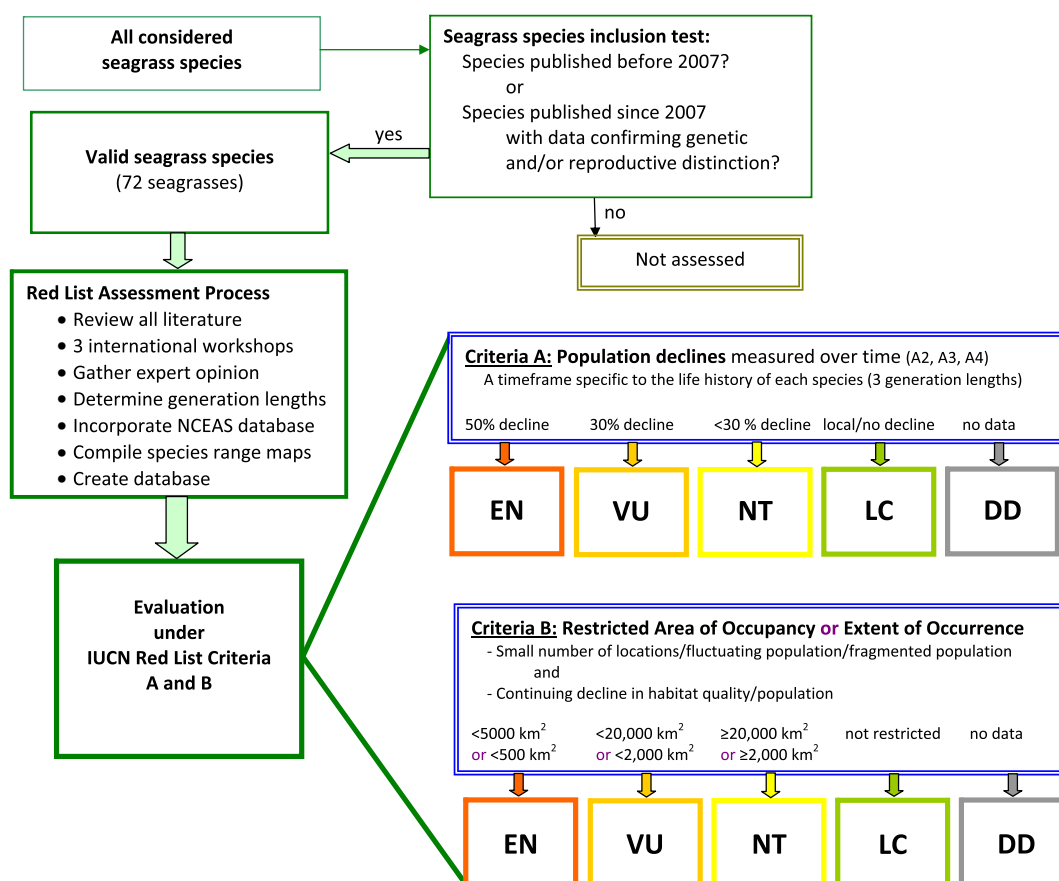 All considered
seagrass species
Seagrass species inclusion test:
Species published before 2007?
or
Species published since 2007
with data confirming genetic
and/or reproductive distinction?
yes
Valid seagrass species
(72 seagrasses)
no
Not assessed
Red List Assessment Process
• Review all literature
• 3 international workshops
• Gather expert opinion
• Determine generation lengths
• Incorporate NCEAS database
• Compile species range maps
• Create database
Evaluation
under
IUCN Red List Criteria
A and B
Criteria A: Population declines measured over time (A2, A3, A4)
A timeframe specific to the life history of each species (3 generation lengths)
50% decline 30% decline <30 % decline local/no decline no data
EN VU NT LC DD
Criteria B: Restricted Area of Occupancy or Extent of Occurrence
- Small number of locations/fluctuating population/fragmented population
and
- Continuing decline in habitat quality/population
<5000 km² <20,000 km² ≥20,000 km² not restricted no data
or <500 km² or <2,000 km² or ≥2,000 km²
EN VU NT LC DD